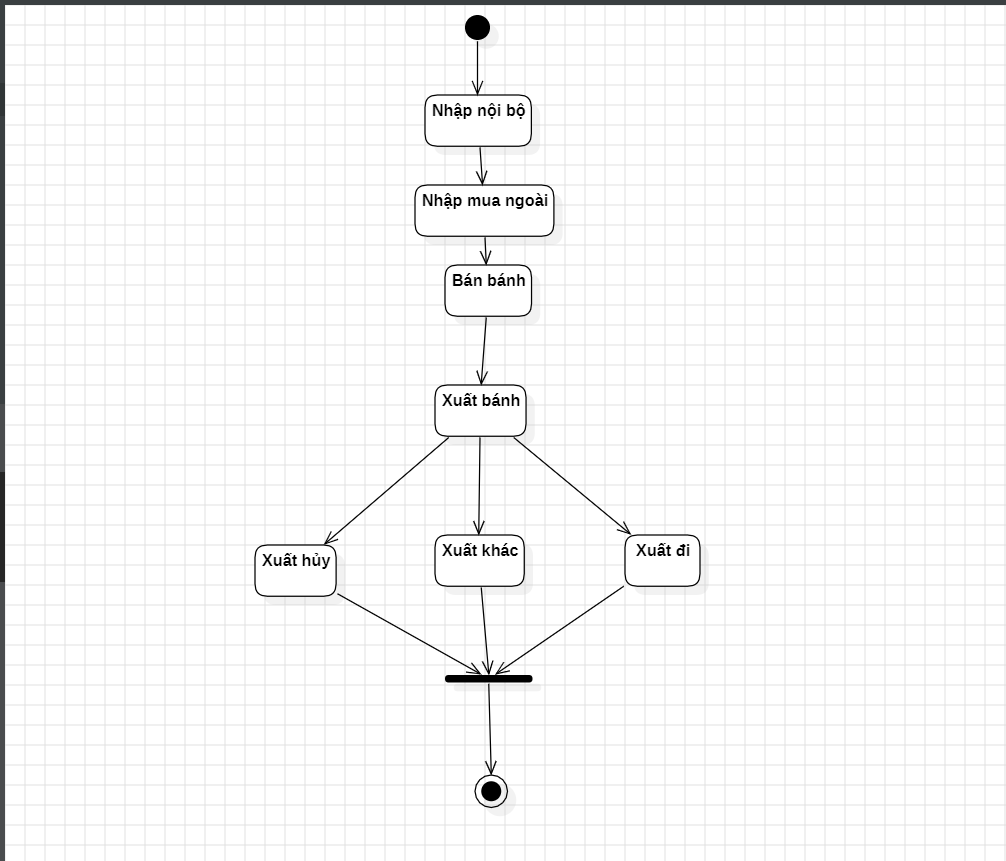 Nhập nội bộ
Nhập mua ngoài
Bán bánh
Xuất bánh
Xuất hủy
Xuất khác
Xuất đi